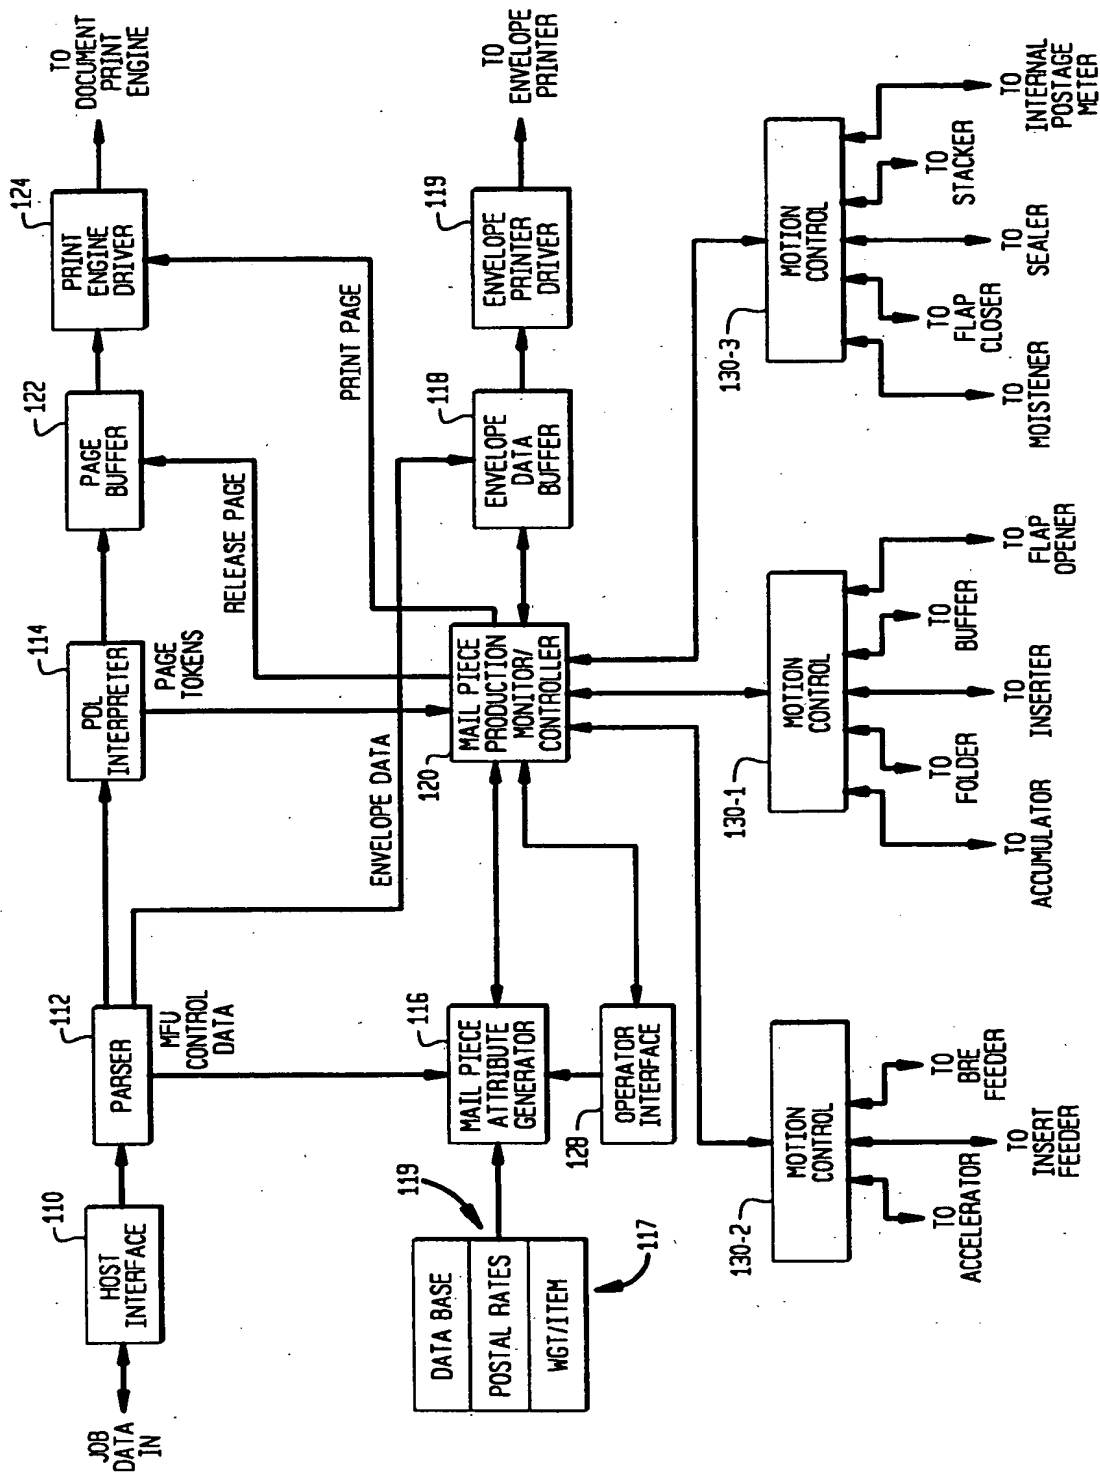 JOB
DATA
IN
110
HOST
INTERFACE
112
PARSER
MFU
CONTROL
DATA
114
PDL
INTERPRETER
PAGE
TOKENS
RELEASE PAGE
122
PAGE
BUFFER
124
PRINT
ENGINE
DRIVER
TO
DOCUMENT
PRINT
ENGINE
PRINT PAGE
ENVELOPE DATA
119
DATA BASE
POSTAL RATES
WGT/ITEM
117
116
MAIL PIECE
ATTRIBUTE
GENERATOR
128
OPERATOR
INTERFACE
120
MAIL PIECE
PRODUCTION
MONITOR/
CONTROLLER
118
ENVELOPE
DATA
BUFFER
119
ENVELOPE
PRINTER
DRIVER
TO
ENVELOPE
PRINTER
130-2
MOTION
CONTROL
TO
ACCELERATOR
TO
INSERT
FEEDER
TO
BRE
FEEDER
130-1
MOTION
CONTROL
TO
ACCUMULATOR
TO
FOLDER
TO
INSERTER
TO
BUFFER
TO
FLAP
OPENER
130-3
MOTION
CONTROL
TO
MOISTENER
TO
FLAP
CLOSER
TO
SEALER
TO
STACKER
TO
INTERNAL
POSTAGE
METER